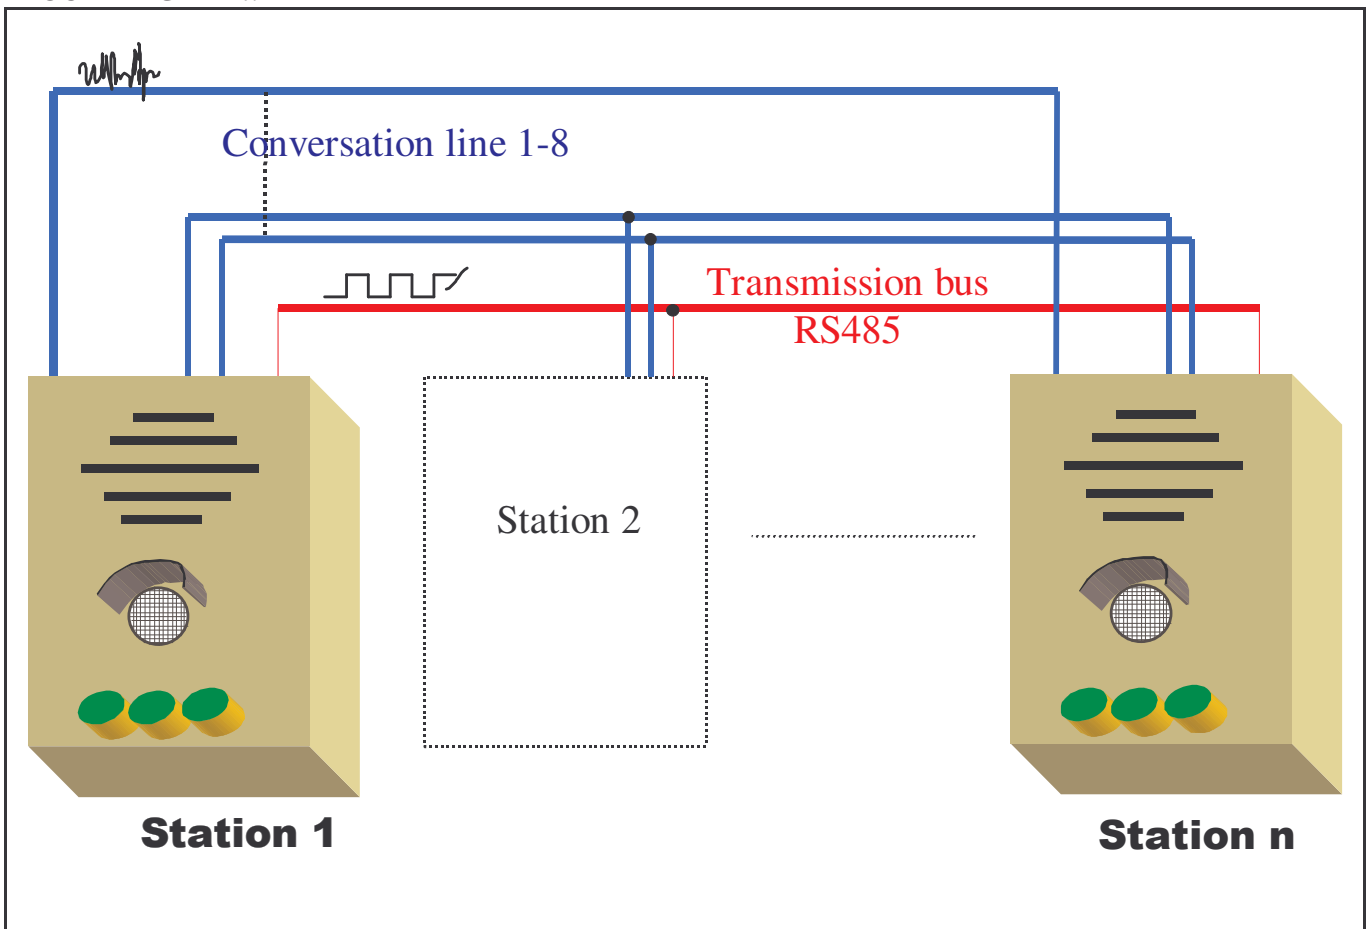 Conversation line 1-8
Transmission bus
RS485
Station 2
Station 1
Station n